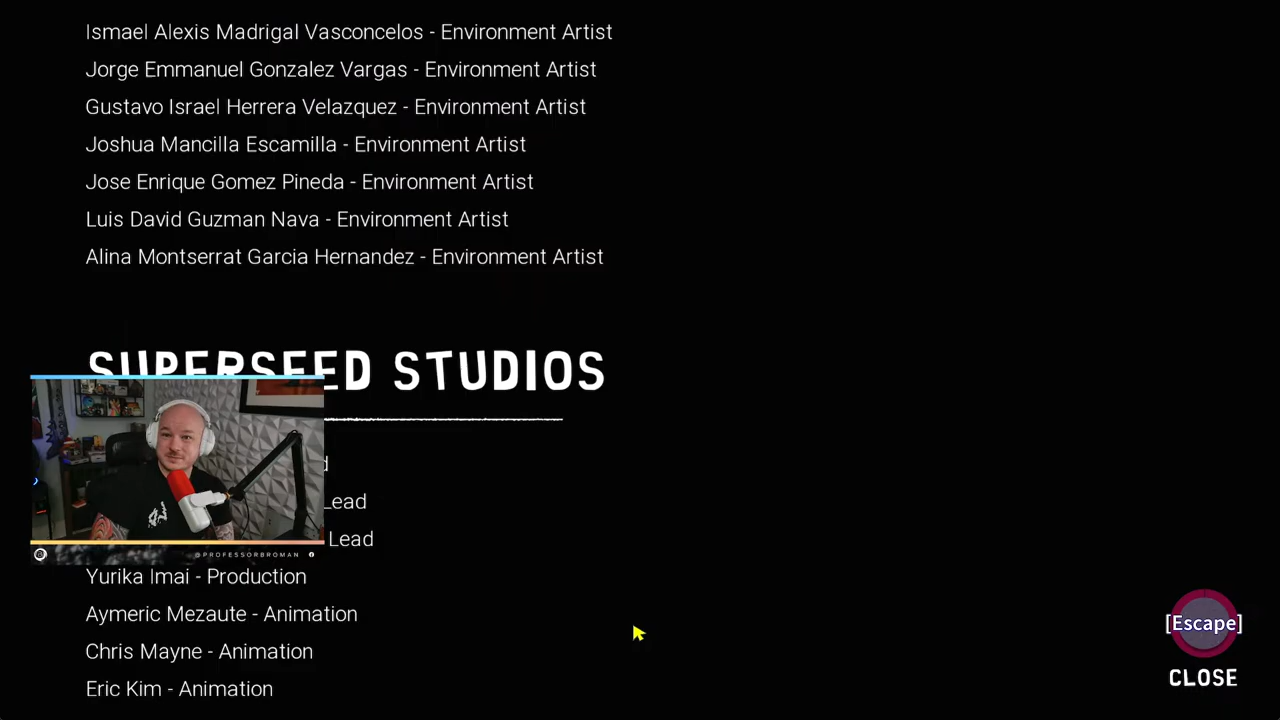 Ismael Alexis Madrigal Vasconcelos - Environment Artist
Jorge Emmanuel Gonzalez Vargas - Environment Artist
Gustavo Israel Herrera Velazquez - Environment Artist
Joshua Mancilla Escamilla - Environment Artist
Jose Enrique Gomez Pineda - Environment Artist
Luis David Guzman Nava - Environment Artist
Alina Montserrat Garcia Hernandez - Environment Artist
SUPERSEED STUDIOS
Lead
Lead
@PROFESSORBROMAN
Yurika Imai - Production
Aymeric Mezaute - Animation
Chris Mayne - Animation
Eric Kim - Animation
[Escape]
CLOSE